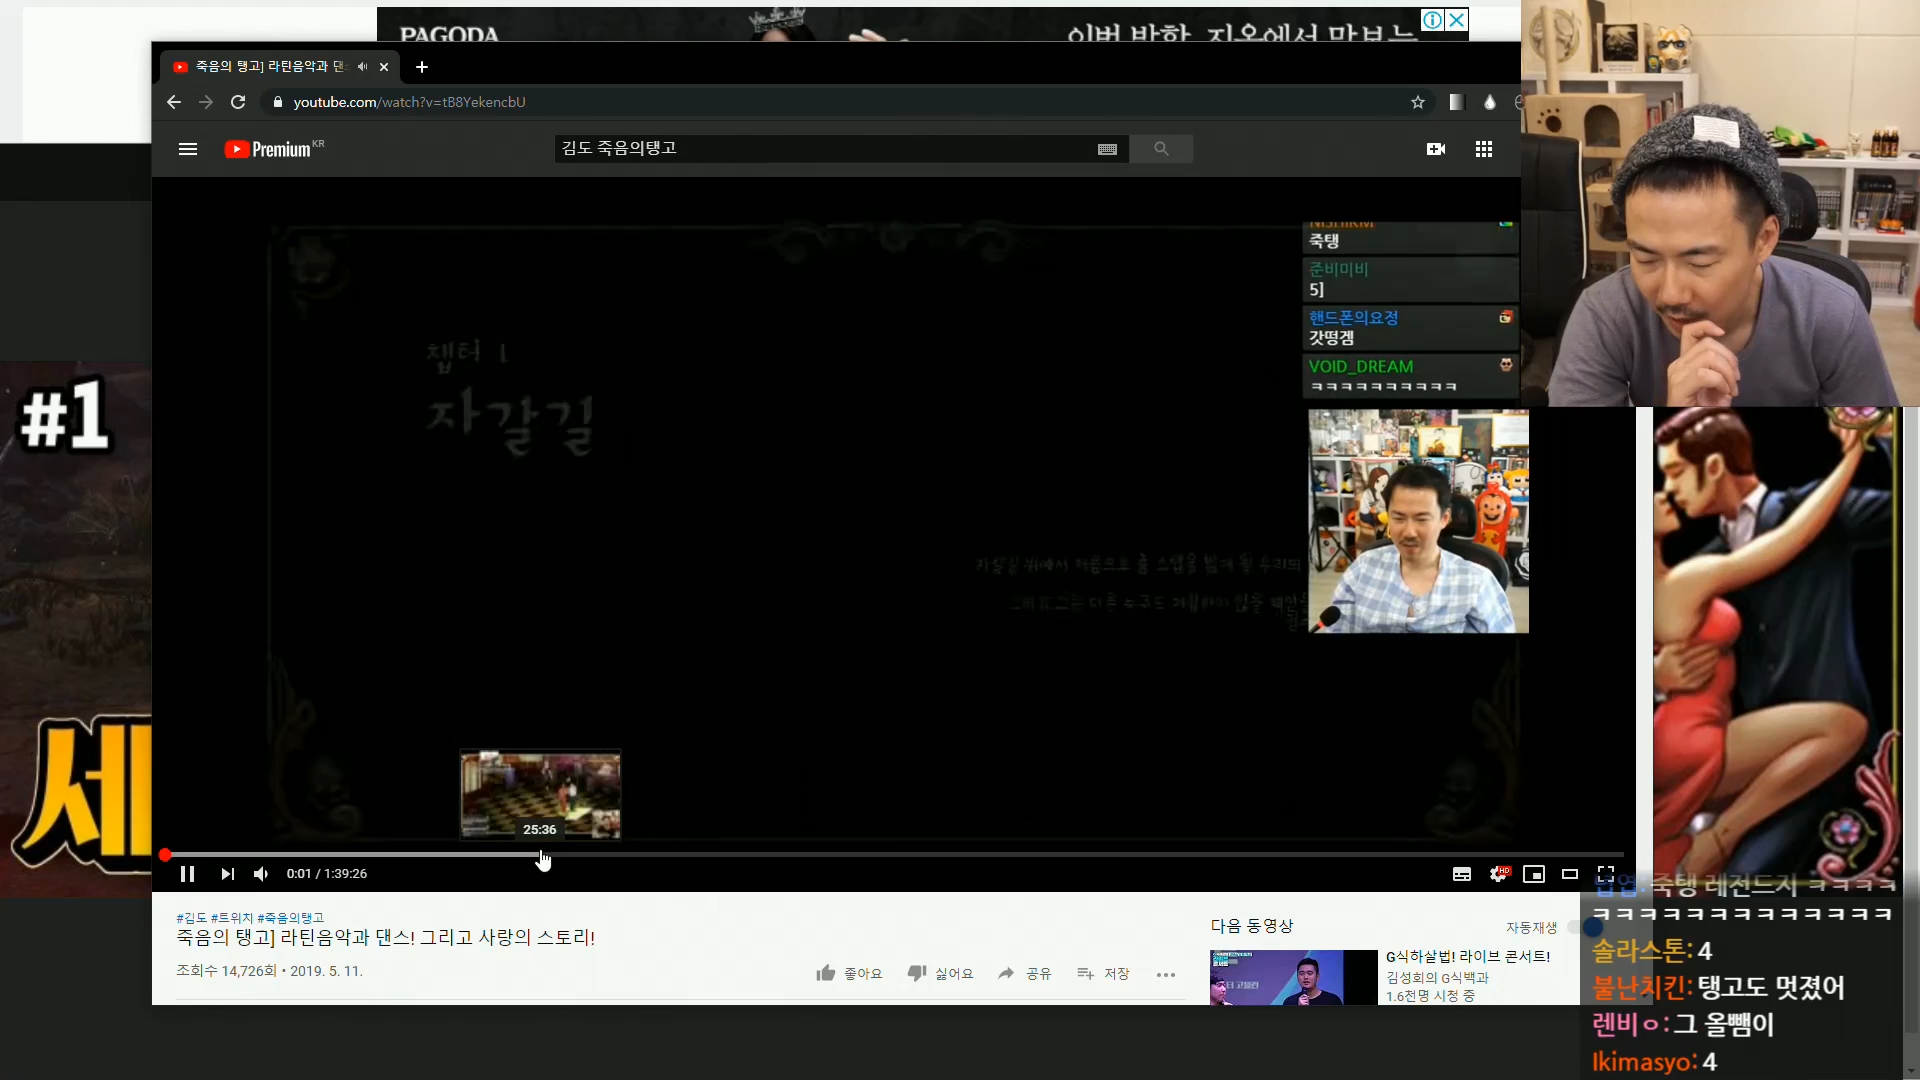 PAGODA
이번 방학, 지옥에서 맛보는
죽음의 탱고] 라틴음악과 댄
youtube.com/watch?v=tB8YekencbU
Premium KR
김도 죽음의탱고
NISHIKM
죽탱
준비미비
5]
핸드폰의요정
갓떵겜
VOID_DREAM
ㅋㅋㅋㅋㅋㅋㅋㅋㅋㅋ
챕터 1
자갈길
#1
세
25:36
0:01 / 1:39:26
HD
#김도 #트위치 #죽음의탱고
죽음의 탱고] 라틴음악과 댄스! 그리고 사랑의 스토리!
조회수 14,726회 • 2019. 5. 11.
좋아요
싫어요
공유
저장
다음 동영상
자동재생
G식하살법! 라이브 콘서트!
김성회의 G식백과
1.6천명 시청 중
죽탱 레전드지 ㅋㅋㅋㅋ
ㅋㅋㅋㅋㅋㅋㅋㅋㅋㅋㅋㅋㅋ
솔라스톤: 4
불난치킨: 탱고도 멋졌어
렌비ㅇ: 그 올뺌이
Ikimasyo: 4